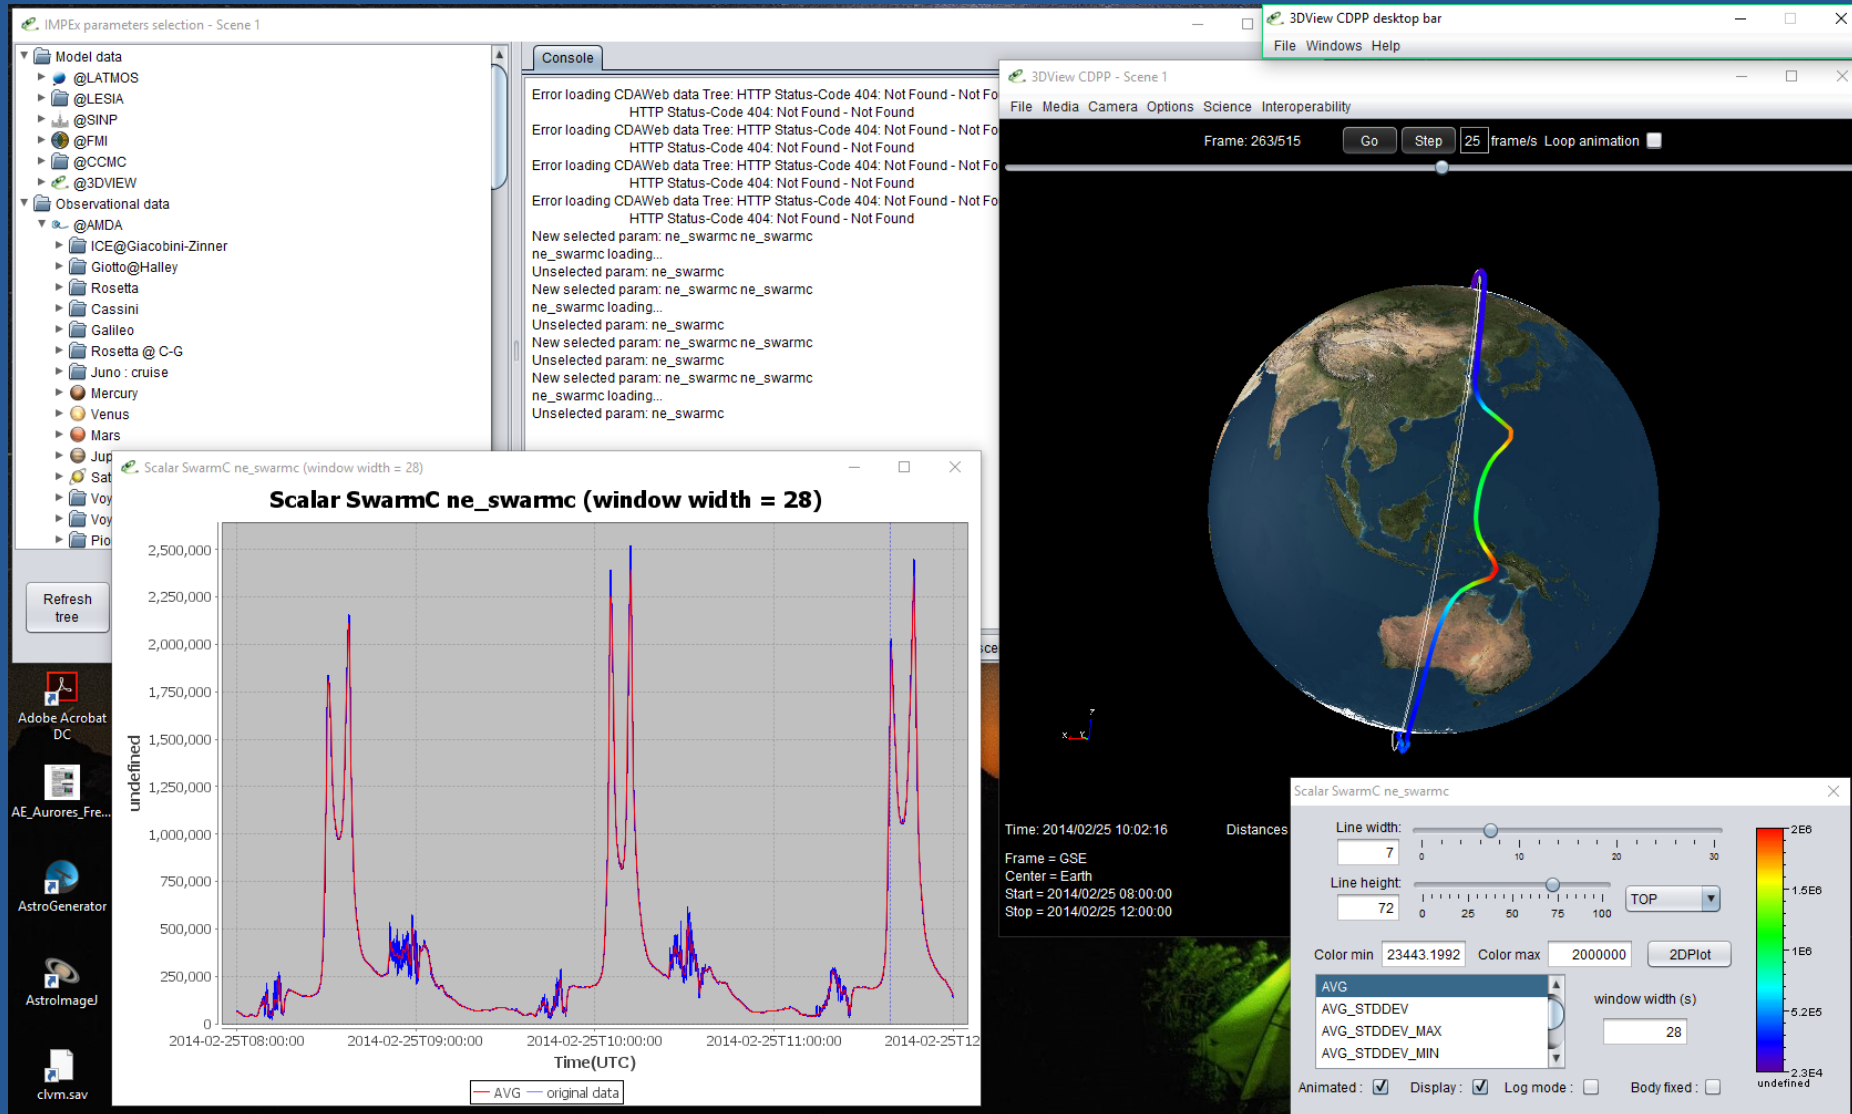 IMPEx parameters selection - Scene 1
Model data
@LATMOS
@LESIA
@SINP
@FMI
@CCMC
@3DVIEW
Observational data
@AMDA
ICE@Giacobini-Zinner
Giotto@Halley
Rosetta
Cassini
Galileo
Rosetta @ C-G
Juno : cruise
Mercury
Venus
Mars
Jup
Sat
Voy
Voy
Pio
Refresh
tree
Console
Error loading CDAWeb data Tree: HTTP Status-Code 404: Not Found - Not Fo
HTTP Status-Code 404: Not Found - Not Found
Error loading CDAWeb data Tree: HTTP Status-Code 404: Not Found - Not Fo
HTTP Status-Code 404: Not Found - Not Found
Error loading CDAWeb data Tree: HTTP Status-Code 404: Not Found - Not Fo
HTTP Status-Code 404: Not Found - Not Found
Error loading CDAWeb data Tree: HTTP Status-Code 404: Not Found - Not Fo
HTTP Status-Code 404: Not Found - Not Found
New selected param: ne_swarmc ne_swarmc
ne_swarmc loading...
Unselected param: ne_swarmc
New selected param: ne_swarmc ne_swarmc
ne_swarmc loading...
Unselected param: ne_swarmc
New selected param: ne_swarmc ne_swarmc
Unselected param: ne_swarmc
New selected param: ne_swarmc ne_swarmc
ne_swarmc loading...
Unselected param: ne_swarmc
sce
3DView CDPP desktop bar
File Windows Help
3DView CDPP - Scene 1
File Media Camera Options Science Interoperability
Frame: 263/515 Go Step 25 frame/s Loop animation
z
x Y
Time: 2014/02/25 10:02:16 Distances
Frame = GSE
Center = Earth
Start = 2014/02/25 08:00:00
Stop = 2014/02/25 12:00:00
Scalar SwarmC ne_swarmc (window width = 28)
Scalar SwarmC ne_swarmc (window width = 28)
undefined
2,500,000
2,250,000
2,000,000
1,750,000
1,500,000
1,250,000
1,000,000
750,000
500,000
250,000
0
2014-02-25T08:00:00 2014-02-25T09:00:00 2014-02-25T10:00:00 2014-02-25T11:00:00 2014-02-25T12
Time(UTC)
AVG original data
Scalar SwarmC ne_swarmc
Line width:
7
0 10 20 30
Line height:
72
0 25 50 75 100
TOP
Color min 23443.1992 Color max 2000000 2DPlot
AVG
AVG_STDDEV
AVG_STDDEV_MAX
AVG_STDDEV_MIN
window width (s)
28
Animated : Display : Log mode : Body fixed :
2E6
1.5E6
1E6
5.2E5
2.3E4
undefined
Adobe Acrobat
DC
AE_Aurores_Fre...
AstroGenerator
AstroImageJ
clvm.sav